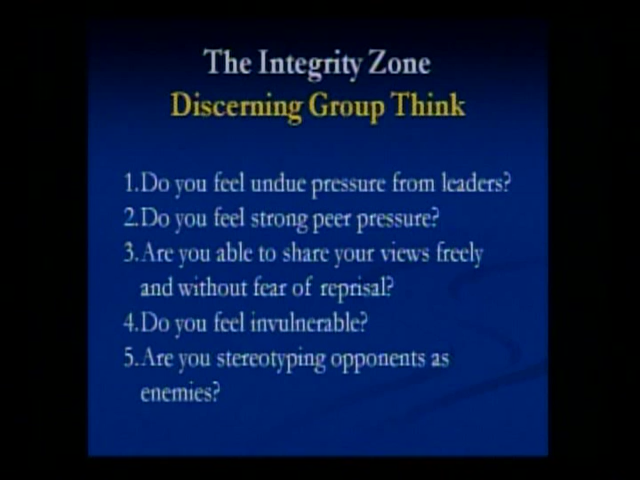 The Integrity Zone
Discerning Group Think
1.Do you feel undue pressure from leaders?
2.Do you feel strong peer pressure?
3.Are you able to share your views freely
and without fear of reprisal?
4.Do you feel invulnerable?
5.Are you stereotyping opponents as
enemies?